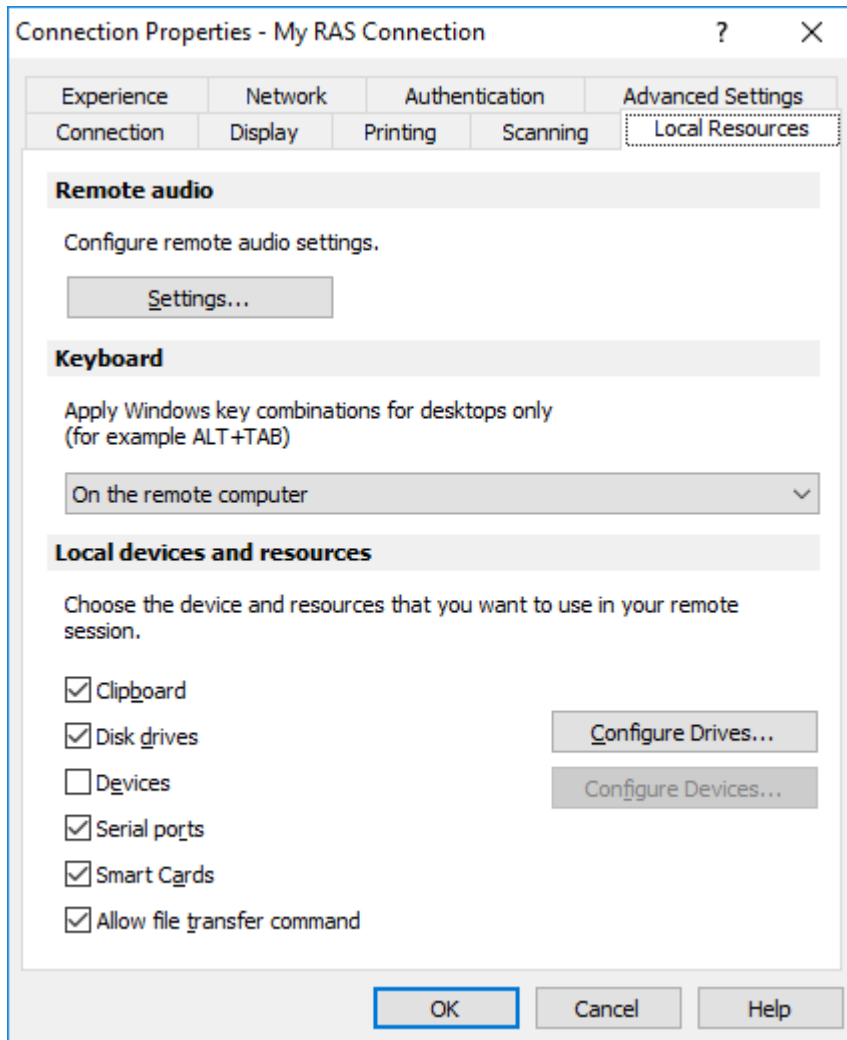 Connection Properties - My RAS Connection ?
Experience Network Authentication Advanced Settings
Connection Display Printing Scanning Local Resources
Remote audio
Configure remote audio settings.
Settings...
Keyboard
Apply Windows key combinations for desktops only
(for example ALT+TAB)
On the remote computer
Local devices and resources
Choose the device and resources that you want to use in your remote
session.
Clipboard
Disk drives Configure Drives...
Devices Configure Devices...
Serial ports
Smart Cards
Allow file transfer command
OK Cancel Help